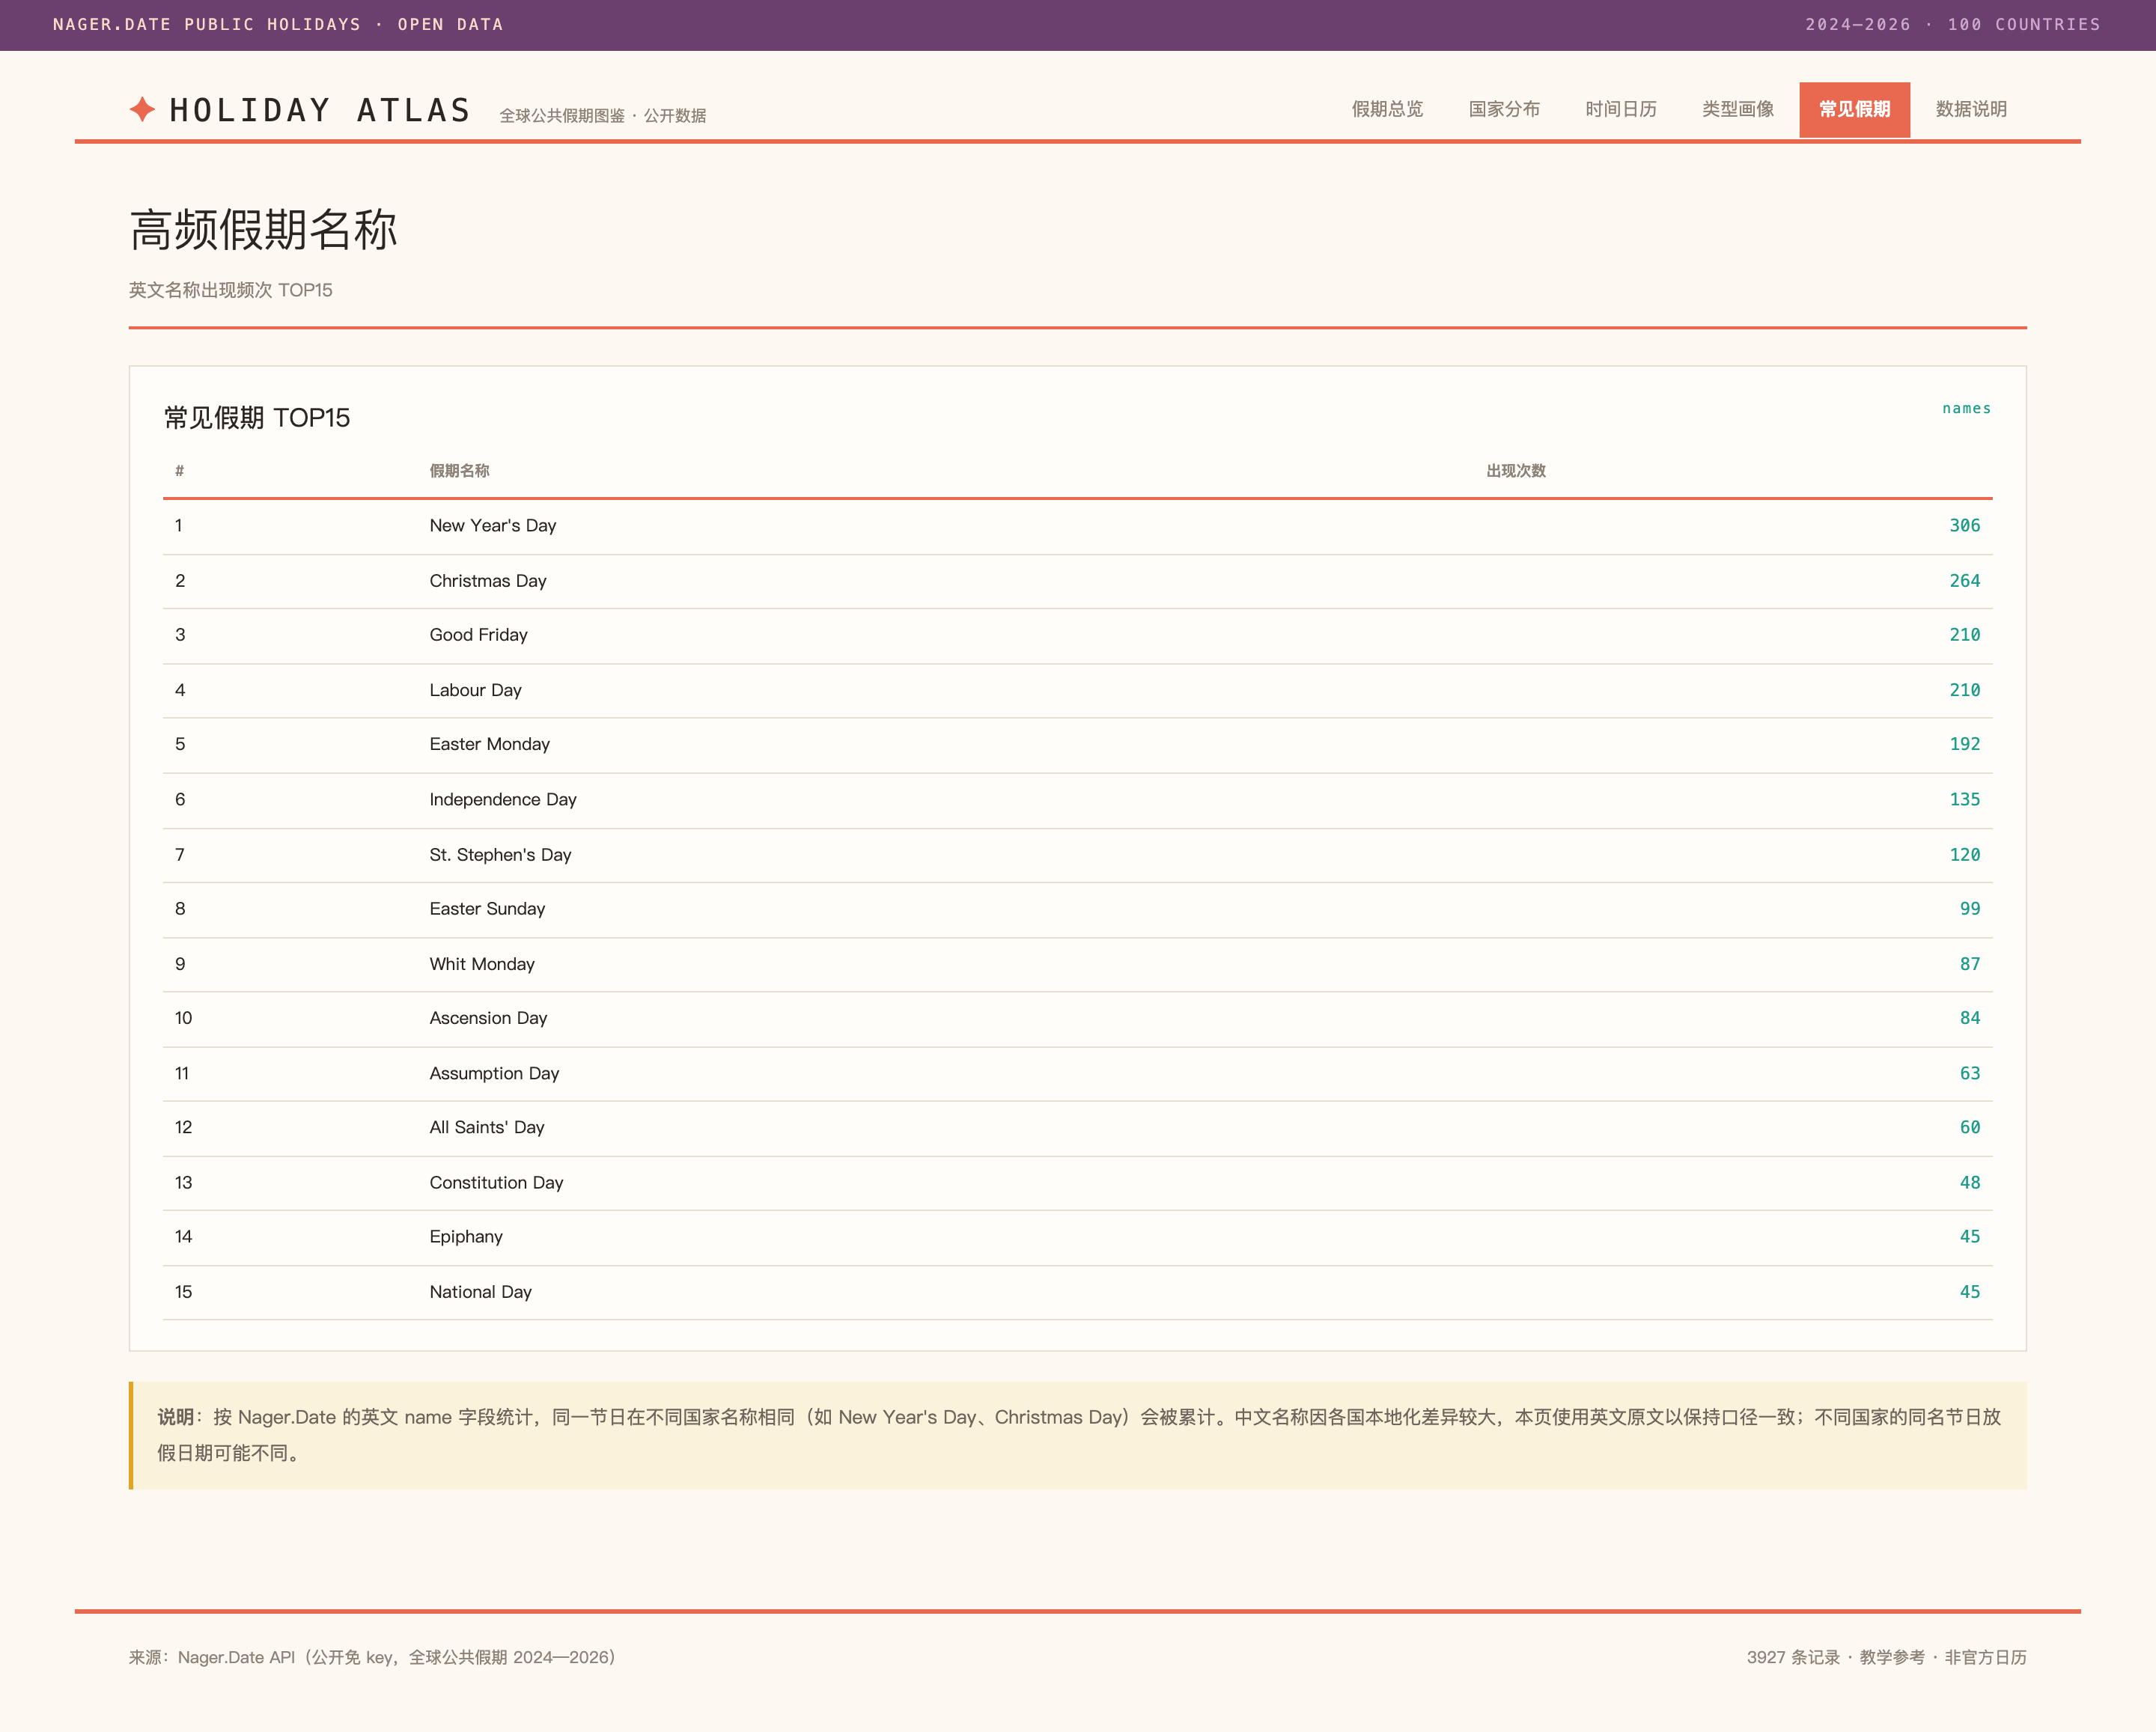 NAGER.DATE PUBLIC HOLIDAYS · OPEN DATA
2024—2026 · 100 COUNTRIES
HOLIDAY ATLAS 全球公共假期图鉴 · 公开数据
假期总览 国家分布 时间日历 类型画像 常见假期 数据说明
高频假期名称
英文名称出现频次 TOP15
常见假期 TOP15
names
# 假期名称 出现次数
1 New Year's Day 306
2 Christmas Day 264
3 Good Friday 210
4 Labour Day 210
5 Easter Monday 192
6 Independence Day 135
7 St. Stephen's Day 120
8 Easter Sunday 99
9 Whit Monday 87
10 Ascension Day 84
11 Assumption Day 63
12 All Saints' Day 60
13 Constitution Day 48
14 Epiphany 45
15 National Day 45
说明：按 Nager.Date 的英文 name 字段统计，同一节日在不同国家名称相同（如 New Year's Day、Christmas Day）会被累计。中文名称因各国本地化差异较大，本页使用英文原文以保持口径一致；不同国家的同名节日放
假日期可能不同。
来源：Nager.Date API（公开免 key，全球公共假期 2024—2026）
3927 条记录 · 教学参考 · 非官方日历